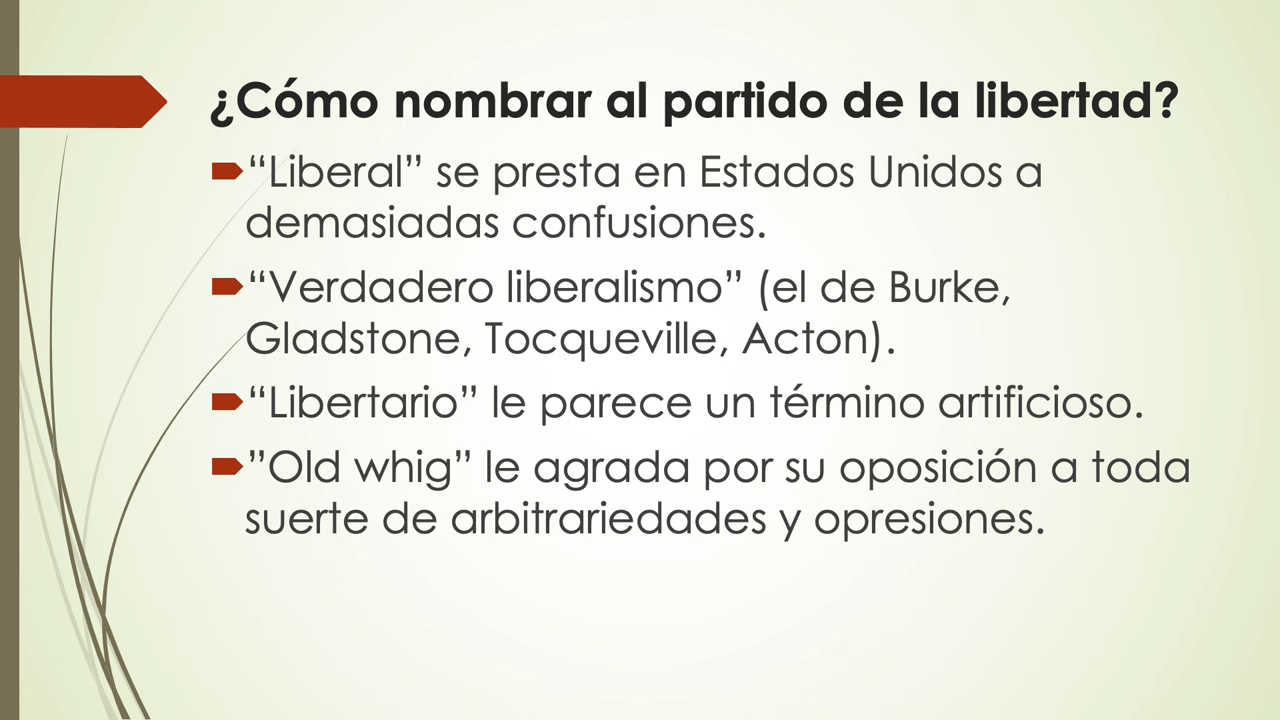 ¿Cómo nombrar al partido de la libertad?
“Liberal” se presta en Estados Unidos a
demasiadas confusiones.
“Verdadero liberalismo” (el de Burke,
Gladstone, Tocqueville, Acton).
“Libertario” le parece un término artificioso.
”Old whig” le agrada por su oposición a toda
suerte de arbitrariedades y opresiones.